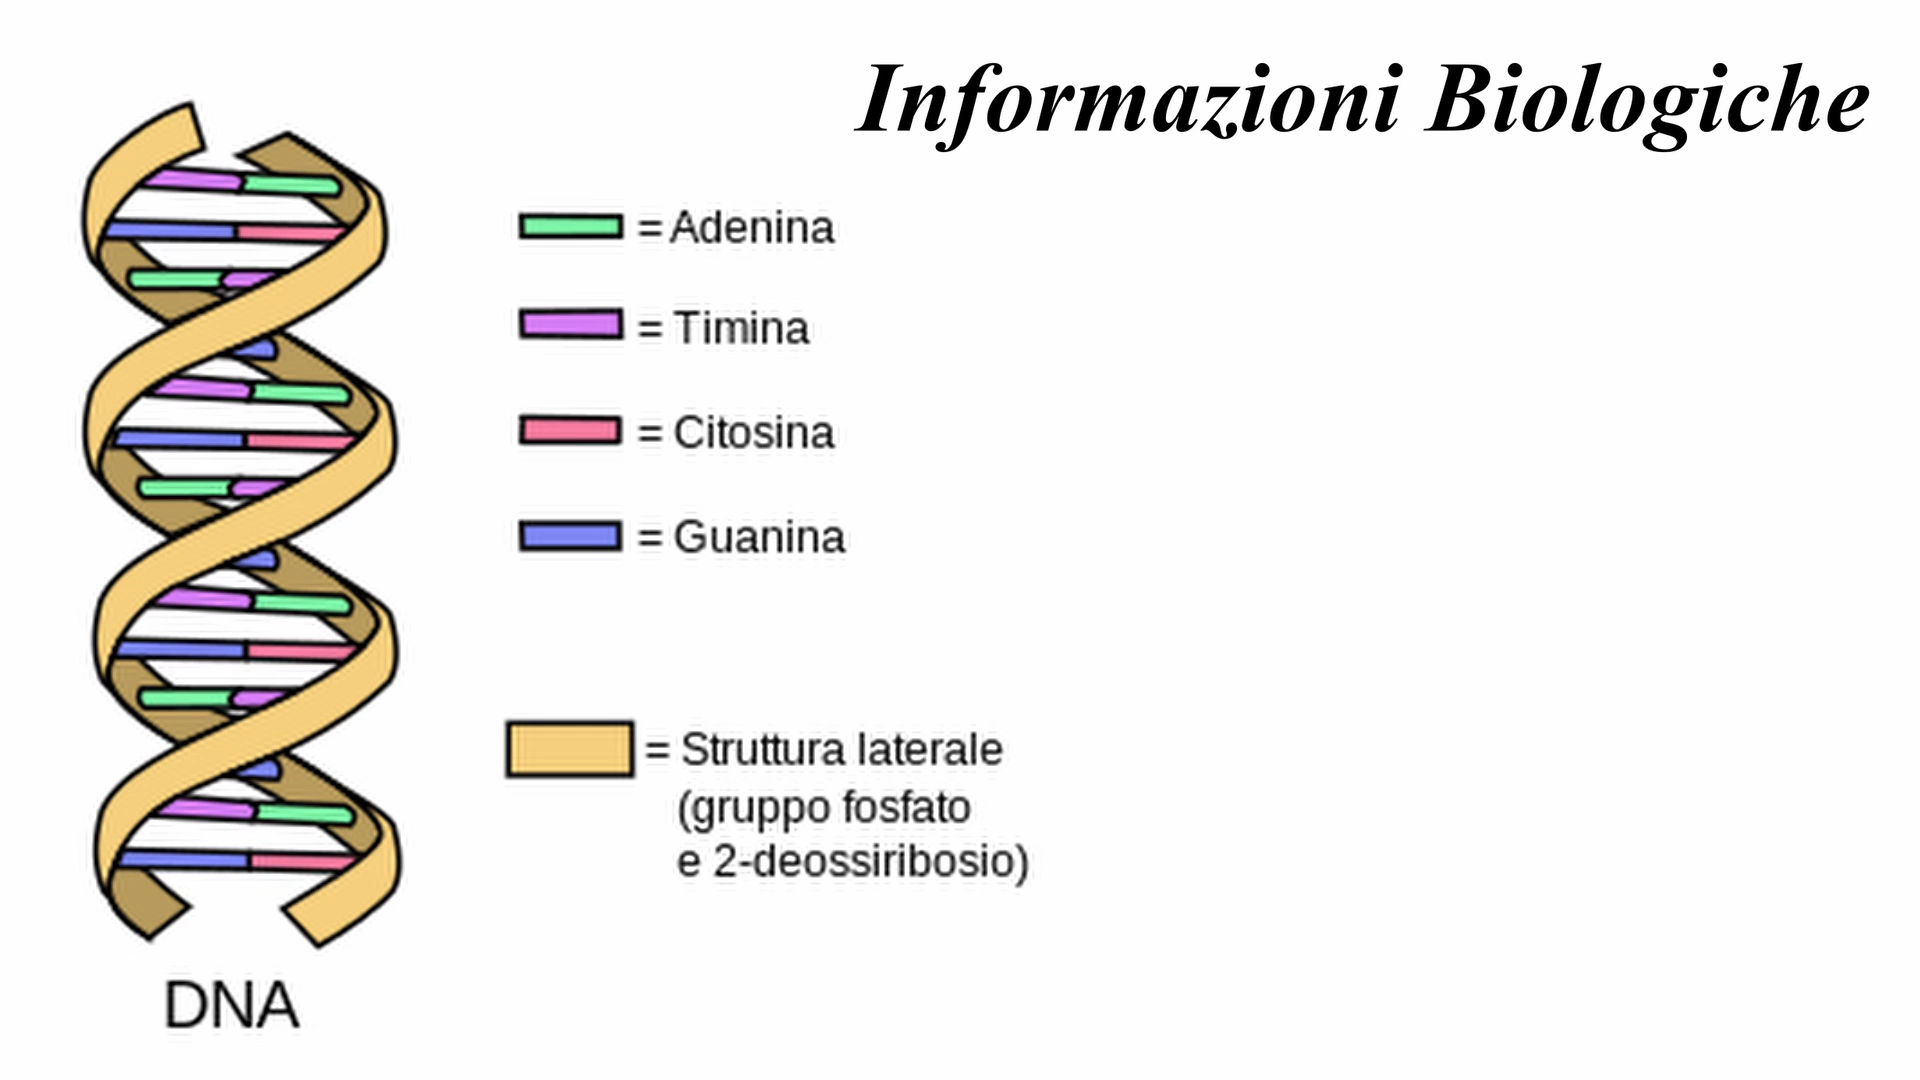 Informazioni Biologiche
= Adenina
= Timina
= Citosina
= Guanina
= Struttura laterale
(gruppo fosfato
e 2-deossiribosio)
DNA